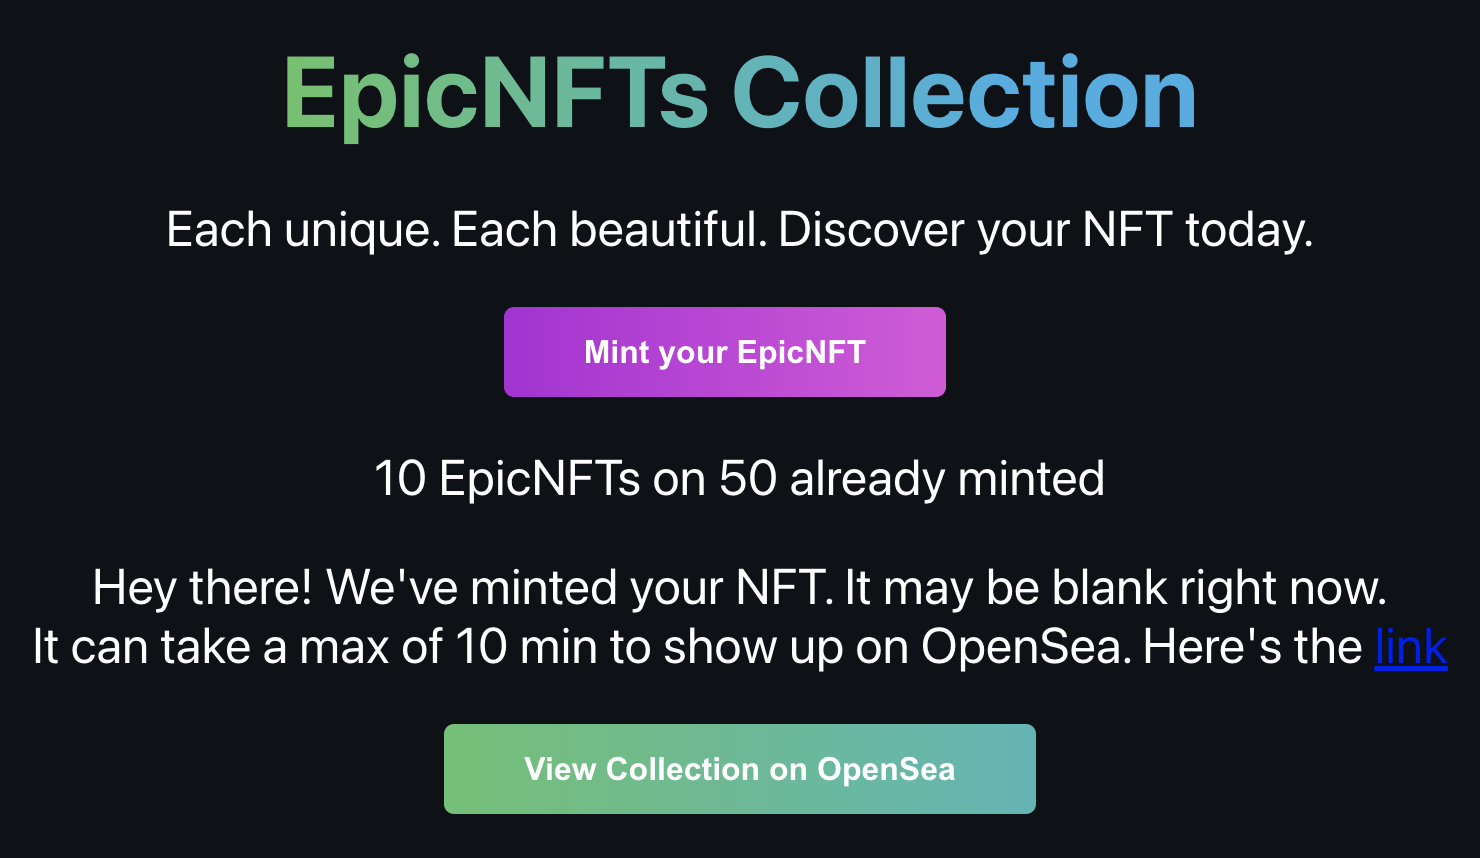 EpicNFTs Collection
Each unique. Each beautiful. Discover your NFT today.
Mint your EpicNFT
10 EpicNFTs on 50 already minted
Hey there! We've minted your NFT. It may be blank right now.
It can take a max of 10 min to show up on OpenSea. Here's the link
View Collection on OpenSea